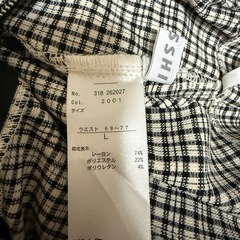 SSHI
No. 318 262027
Col. 2001
サイズ
ウエスト 69~77
L
組成表示
レーヨン 74%
ポリエステル 22%
ポリウレタン 4%